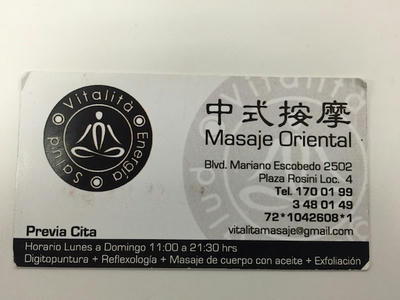 Vitalità
Energía
Salud
中式按摩
Masaje Oriental
Blvd. Mariano Escobedo 2502
Plaza Rosini Loc. 4
Tel. 170 01 99
3 48 01 49
72*1042608*1
vitalitamasaje@gmail.com
Previa Cita
Horario Lunes a Domingo 11:00 a 21:30 hrs
Digitopuntura + Reflexología + Masaje de cuerpo con aceite + Exfoliación